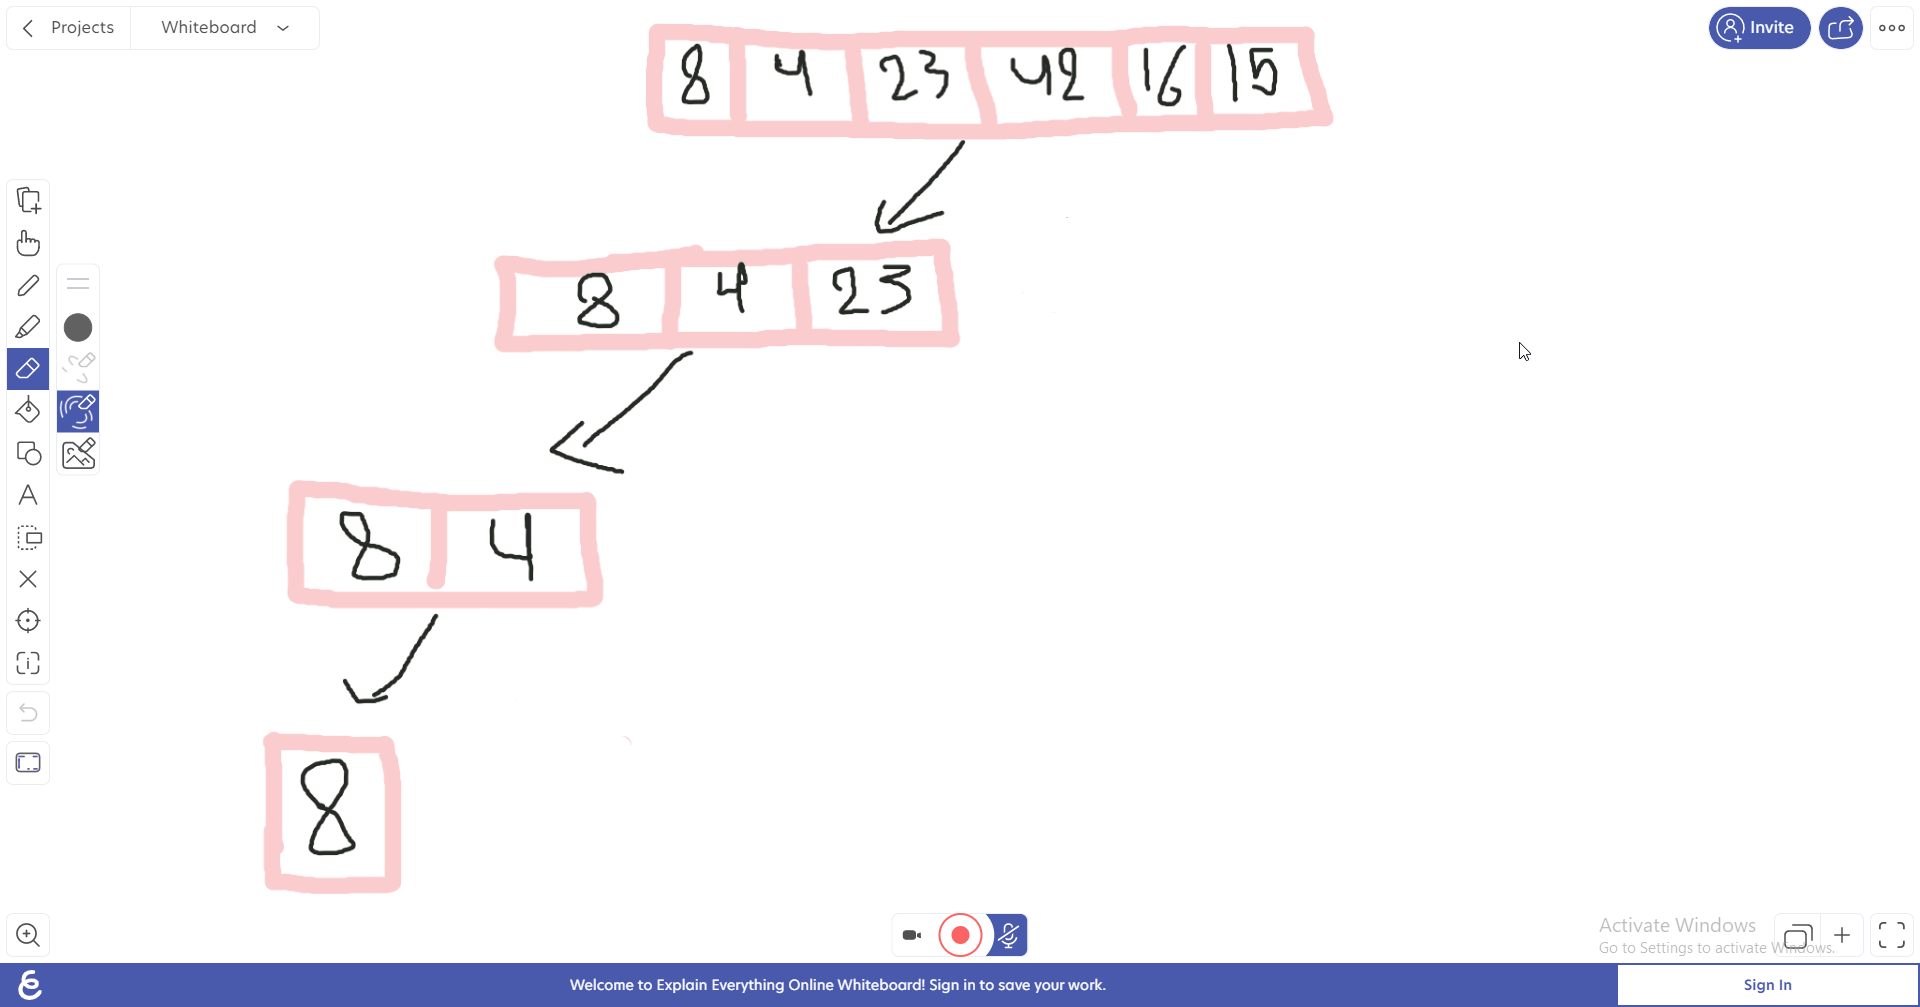 Projects Whiteboard Invite
8 4 23 42 16 15
8 4 23
8 4
A
8
Activate Windows
Go to Settings to activate Windows.
Welcome to Explain Everything Online Whiteboard! Sign in to save your work. Sign In